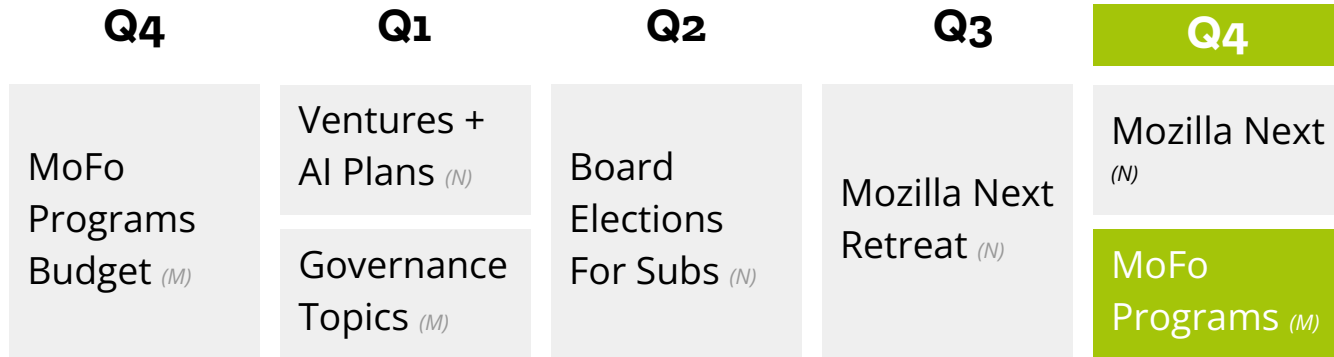 Q4
Q1
Q2
Q3
Q4
MoFo
Programs
Budget (M)
Ventures +
AI Plans (N)
Governance
Topics (M)
Board
Elections
For Subs (N)
Mozilla Next
Retreat (N)
Mozilla Next
(N)
MoFo
Programs (M)